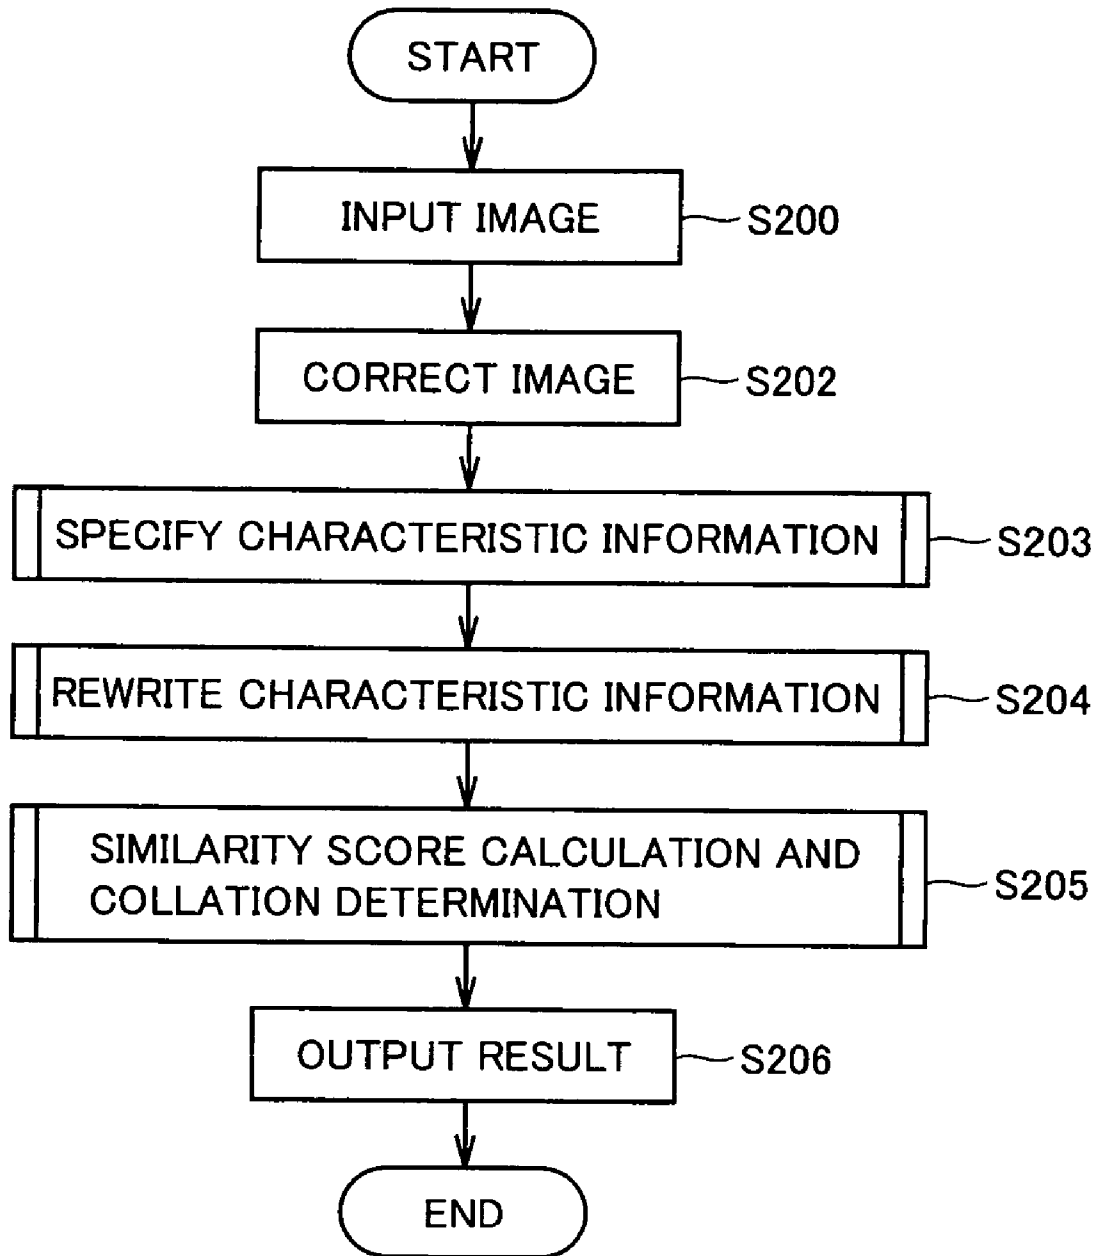 START
INPUT IMAGE
S200
CORRECT IMAGE
S202
SPECIFY CHARACTERISTIC INFORMATION
S203
REWRITE CHARACTERISTIC INFORMATION
S204
SIMILARITY SCORE CALCULATION AND
COLLATION DETERMINATION
S205
OUTPUT RESULT
S206
END